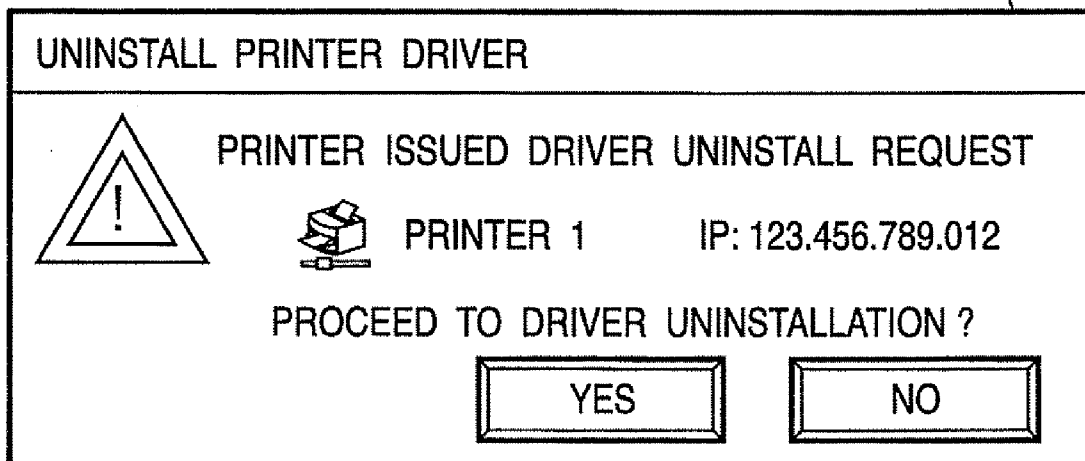 UNINSTALL PRINTER DRIVER
!
PRINTER ISSUED DRIVER UNINSTALL REQUEST
PRINTER 1 IP: 123.456.789.012
PROCEED TO DRIVER UNINSTALLATION ?
YES NO